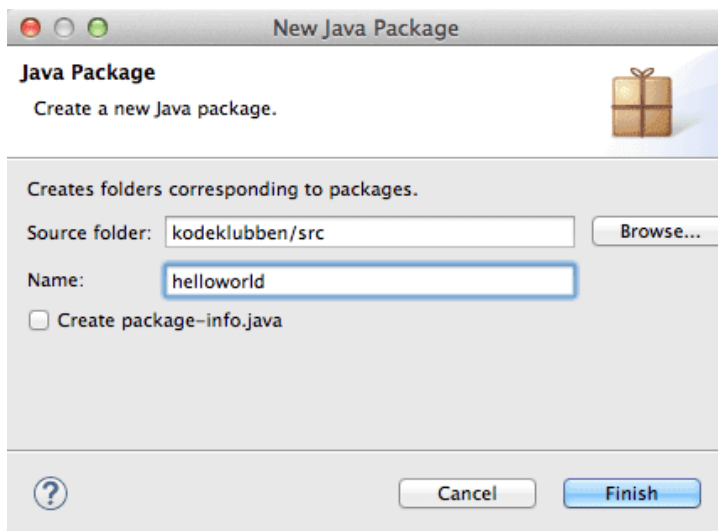 New Java Package
Java Package
Create a new Java package.
Creates folders corresponding to packages.
Source folder: kodeklubben/src Browse...
Name: helloworld
Create package-info.java
? Cancel Finish